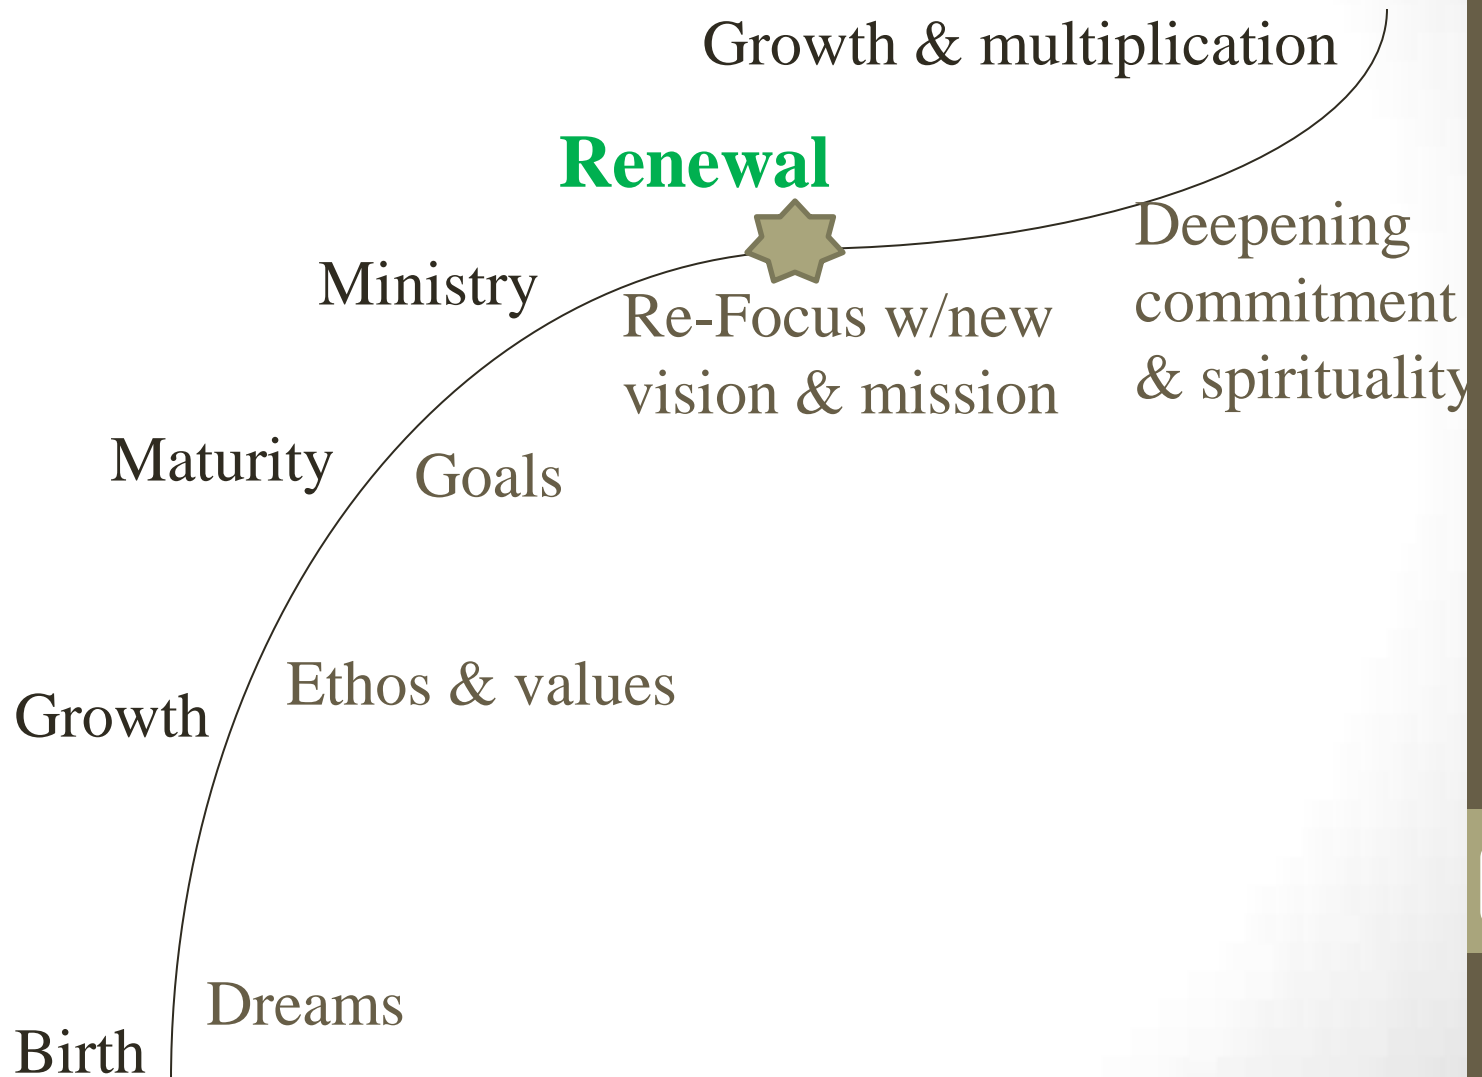 Growth & multiplication
Renewal
Deepening
commitment
& spirituality
Ministry
Re-Focus w/new
vision & mission
Maturity
Goals
Ethos & values
Growth
Dreams
Birth